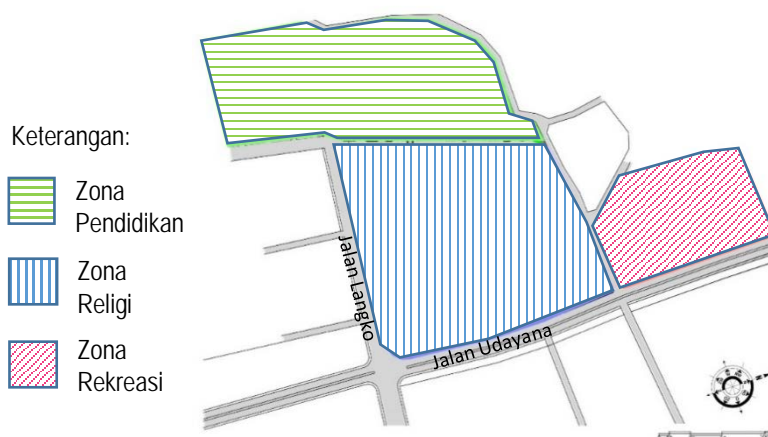 Keterangan:
Zona
Pendidikan
Zona
Religi
Zona
Rekreasi
Jalan Langko
Jalan Udayana